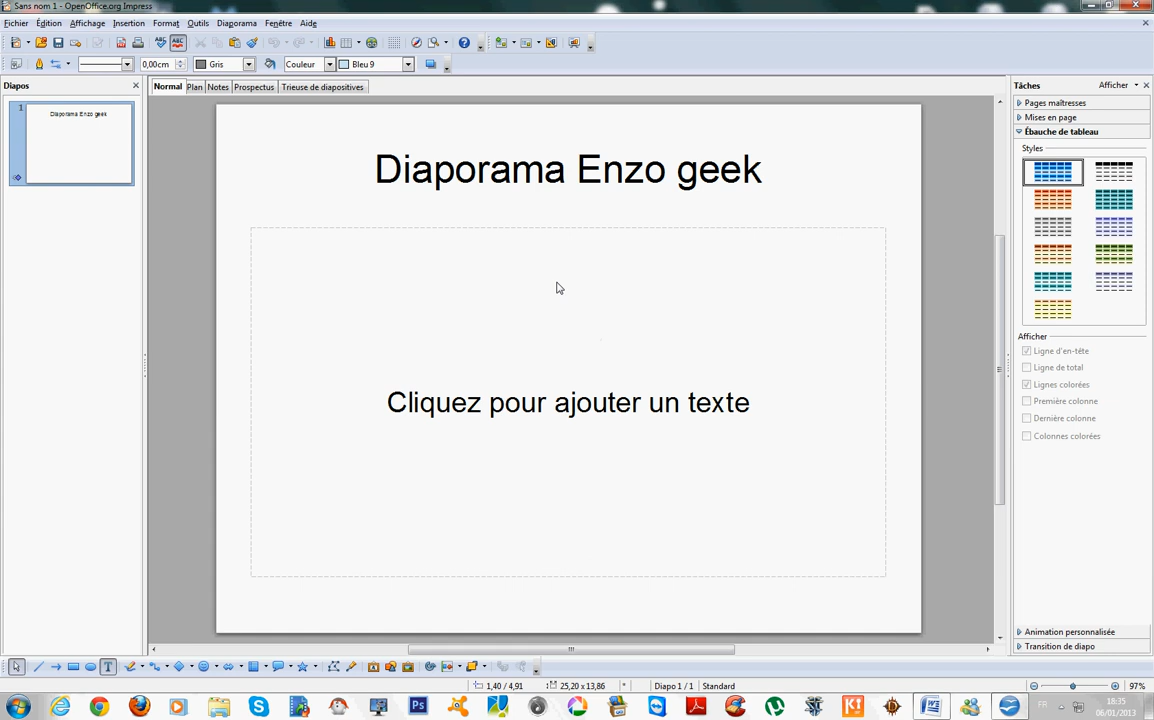 Sans nom 1 - OpenOffice.org Impress
Fichier Édition Affichage Insertion Format Outils Diaporama Fenêtre Aide
0,00cm Gris Couleur Bleu 9
Diapos
Normal Plan Notes Prospectus Trieuse de diapositives
Tâches Afficher
1
Diaporama Enzo geek
Pages maîtresses
Mises en page
Ébauche de tableau
Styles
Diaporama Enzo geek
Cliquez pour ajouter un texte
Afficher
Ligne d'en-tête
Ligne de total
Lignes colorées
Première colonne
Dernière colonne
Colonnes colorées
Animation personnalisée
Transition de diapo
1,40 / 4,91 25,20 x 13,86 * Diapo 1 / 1 Standard 97%
FR 18:35
06/01/2013